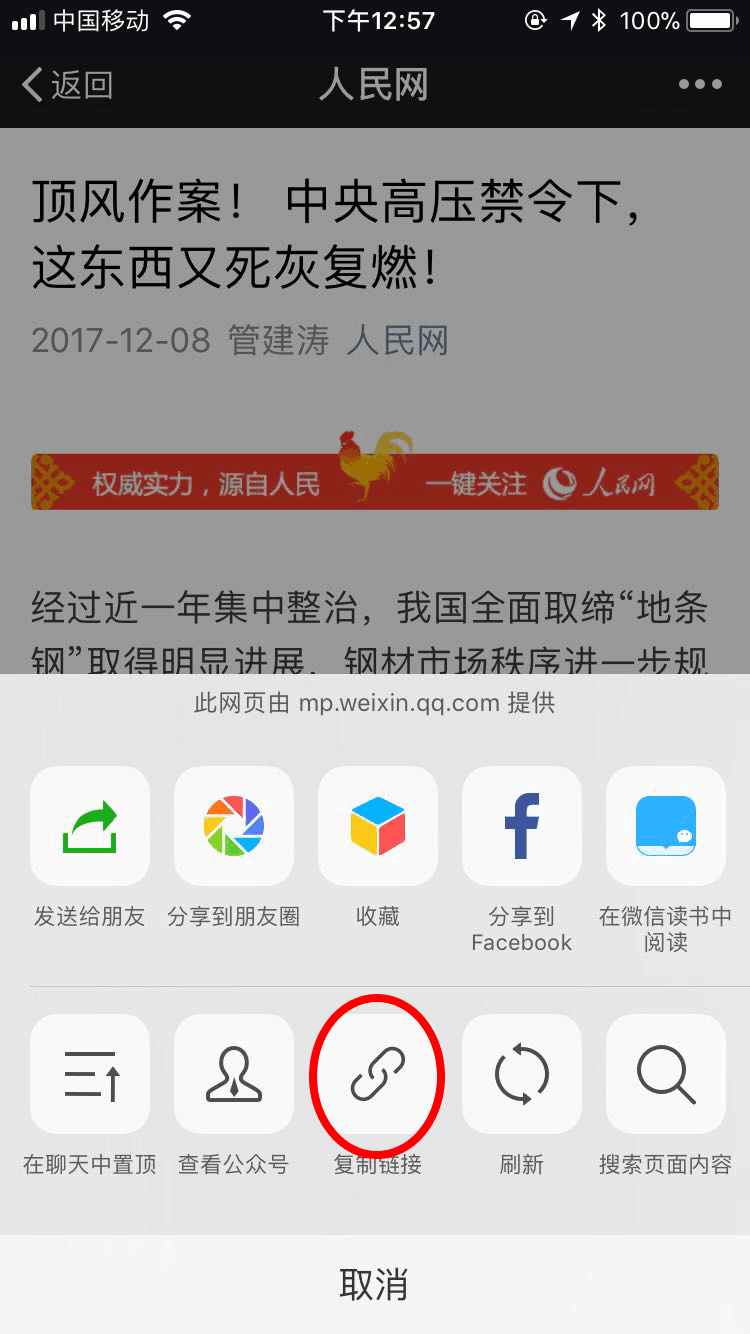 中国移动 下午12:57 100%
返回 人民网
顶风作案！ 中央高压禁令下，
这东西又死灰复燃！
2017-12-08 管建涛 人民网
权威实力，源自人民 一键关注 人民网
经过近一年集中整治，我国全面取缔“地条
钢”取得明显进展，钢材市场秩序进一步规
此网页由 mp.weixin.qq.com 提供
发送给朋友 分享到朋友圈 收藏 分享到 在微信读书中
Facebook 阅读
在聊天中置顶 查看公众号 复制链接 刷新 搜索页面内容
取消